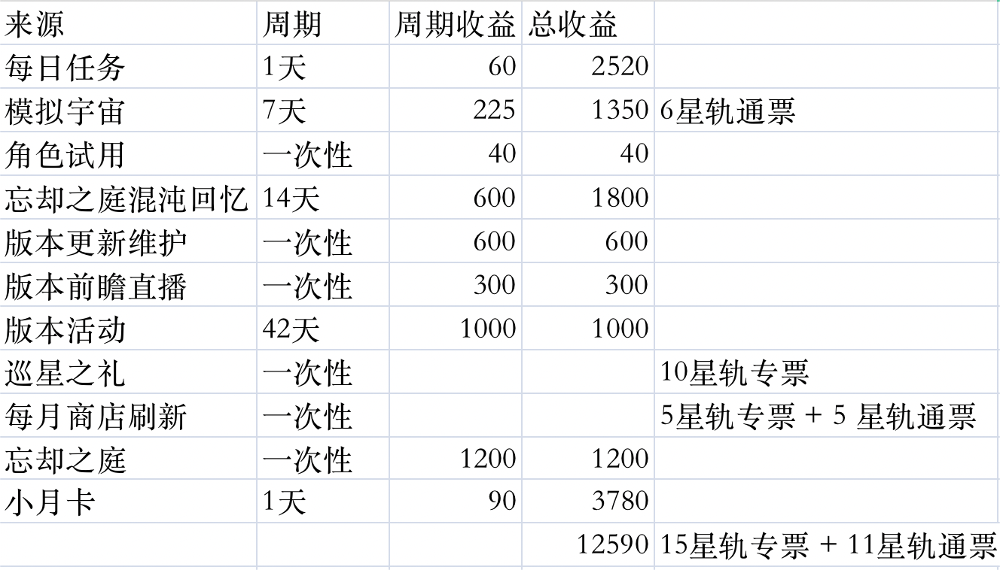 来源 周期 周期收益 总收益
每日任务 1天 60 2520
模拟宇宙 7天 225 1350 6星轨通票
角色试用 一次性 40 40
忘却之庭混沌回忆 14天 600 1800
版本更新维护 一次性 600 600
版本前瞻直播 一次性 300 300
版本活动 42天 1000 1000
巡星之礼 一次性 10星轨专票
每月商店刷新 一次性 5星轨专票 + 5 星轨通票
忘却之庭 一次性 1200 1200
小月卡 1天 90 3780
12590 15星轨专票 + 11星轨通票